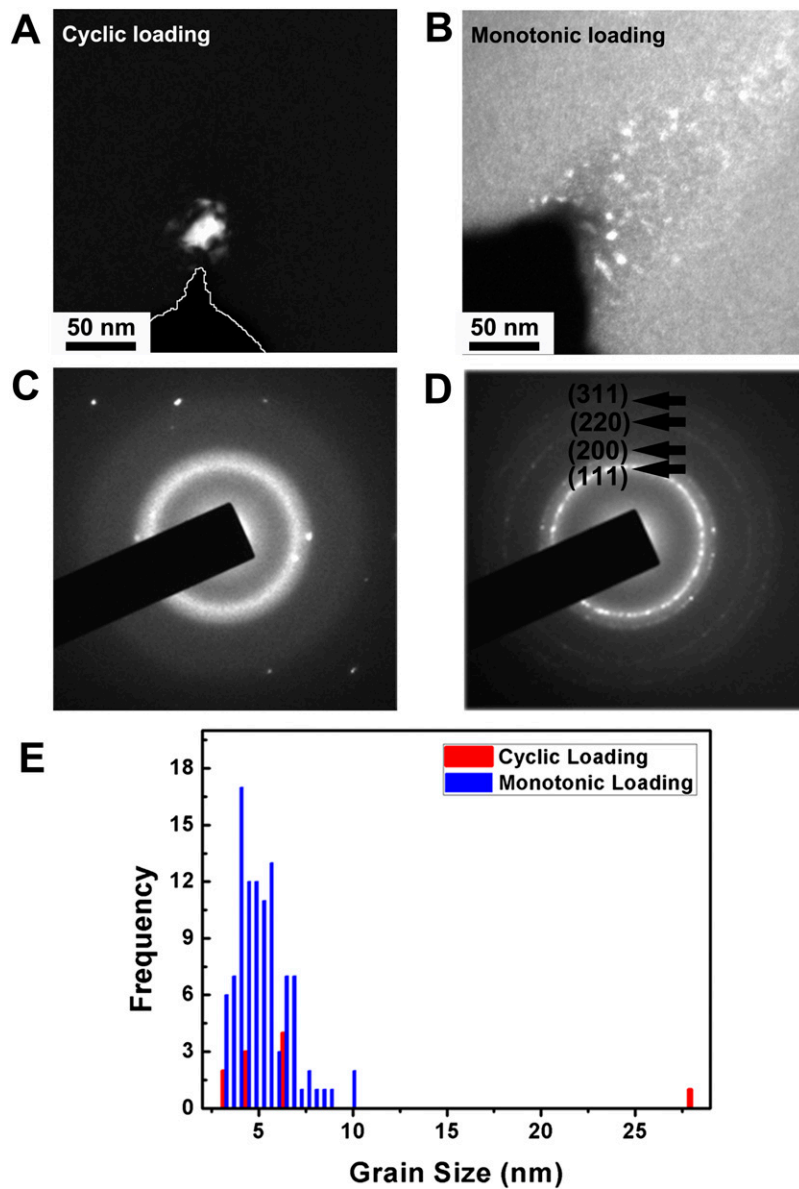 A
Cyclic loading
50 nm
B
Monotonic loading
50 nm
C
D
(311)
(220)
(200)
(111)
E
Cyclic Loading
Monotonic Loading
18
15
12
9
6
3
0
Frequency
5
10
15
20
25
Grain Size (nm)